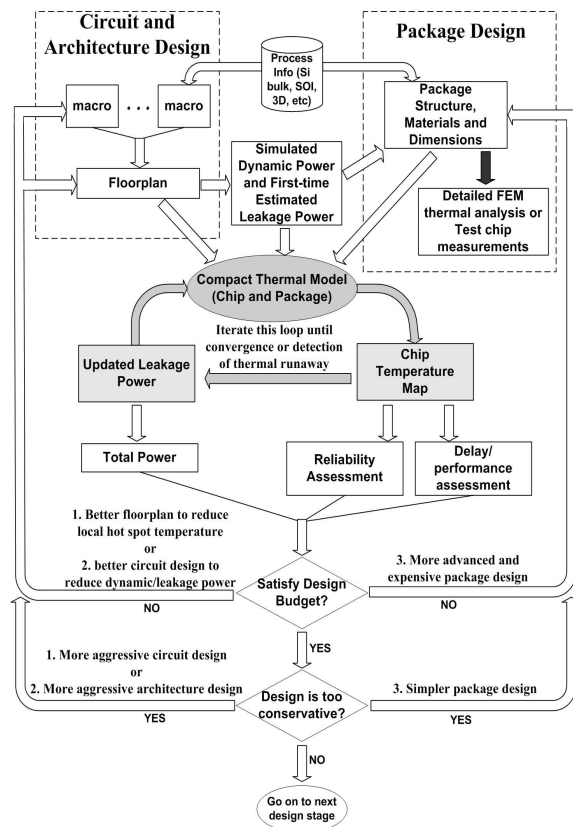 Circuit and
Architecture Design
Package Design
Process
Info (Si
bulk, SOI,
3D, etc)
macro
. . .
macro
Package
Structure,
Materials and
Dimensions
Floorplan
Simulated
Dynamic Power
and First-time
Estimated
Leakage Power
Detailed FEM
thermal analysis or
Test chip
measurements
Compact Thermal Model
(Chip and Package)
Iterate this loop until
convergence or detection
of thermal runaway
Updated Leakage
Power
Chip
Temperature
Map
Total Power
Reliability
Assessment
Delay/
performance
assessment
1. Better floorplan to reduce
local hot spot temperature
or
2. better circuit design to
reduce dynamic/leakage power
NO
Satisfy Design
Budget?
3. More advanced and
expensive package design
NO
YES
1. More aggressive circuit design
or
2. More aggressive architecture design
YES
Design is too
conservative?
3. Simpler package design
YES
NO
Go on to next
design stage